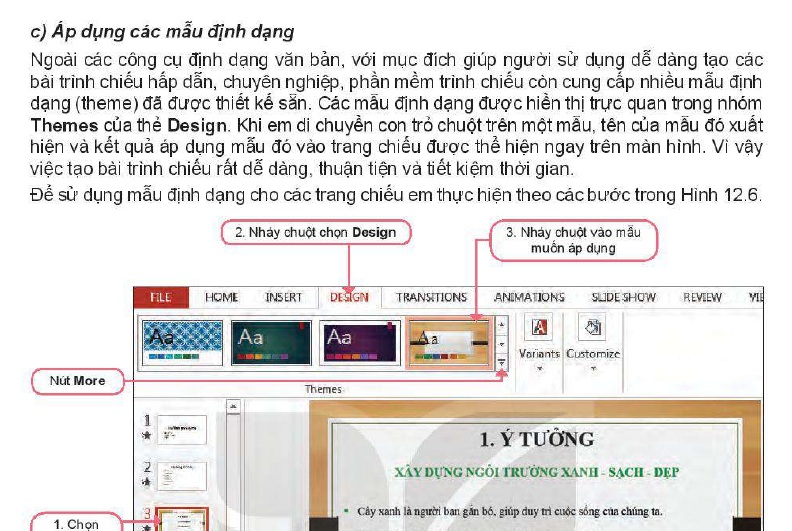 c) Áp dụng các mẫu định dạng
Ngoài các công cụ định dạng văn bản, với mục đích giúp người sử dụng dễ dàng tạo các
bài trình chiếu hấp dẫn, chuyên nghiệp, phần mềm trình chiếu còn cung cấp nhiều mẫu định
dạng (theme) đã được thiết kế sẵn. Các mẫu định dạng được hiển thị trực quan trong nhóm
Themes của thẻ Design. Khi em di chuyển con trỏ chuột trên một mẫu, tên của mẫu đó xuất
hiện và kết quả áp dụng mẫu đó vào trang chiếu được thể hiện ngay trên màn hình. Vì vậy
việc tạo bài trình chiếu rất dễ dàng, thuận tiện và tiết kiệm thời gian.
Để sử dụng mẫu định dạng cho các trang chiếu em thực hiện theo các bước trong Hình 12.6.
2. Nháy chuột chọn Design
3. Nháy chuột vào mẫu
muốn áp dụng
FILE HOME INSERT DESIGN TRANSITIONS ANIMATIONS SLIDE SHOW REVIEW VIE
Aa Aa Aa Aa
Variants Customize
Nút More
Themes
1
2
3
1. Ý TƯỞNG
XÂY DỰNG NGÔI TRƯỜNG XANH - SẠCH - ĐẸP
• Cây xanh là người bạn gắn bó, giúp duy trì cuộc sống của chúng ta.
1. Chọn